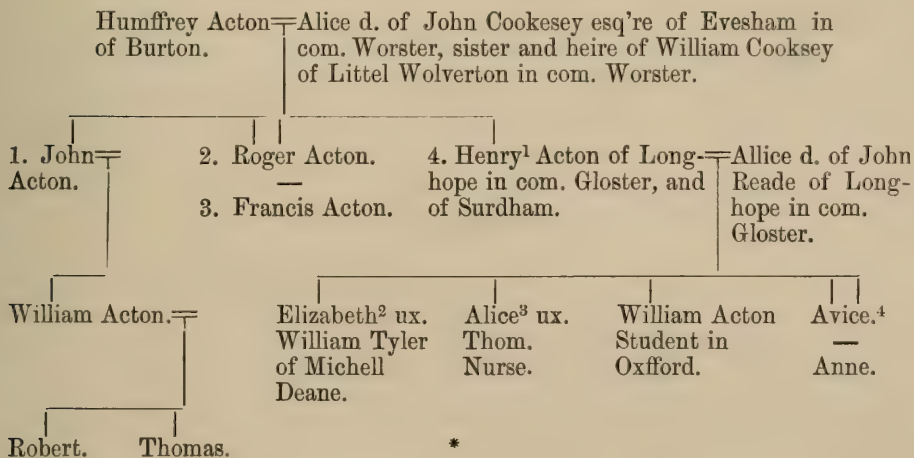 Humffrey Acton
of Burton.
Alice d. of John Cookesey esq're of Evesham in
com. Worster, sister and heire of William Cooksey
of Littel Wolverton in com. Worster.
1. John
Acton.
2. Roger Acton.
—
3. Francis Acton.
4. Henry¹ Acton of Long-
hope in com. Gloster, and
of Surdham.
Allice d. of John
Reade of Long-
hope in com.
Gloster.
William Acton.
Elizabeth² ux.
William Tyler
of Michell
Deane.
Alice³ ux.
Thom.
Nurse.
William Acton
Student in
Oxfford.
Avice.⁴
—
Anne.
Robert.
Thomas.
*